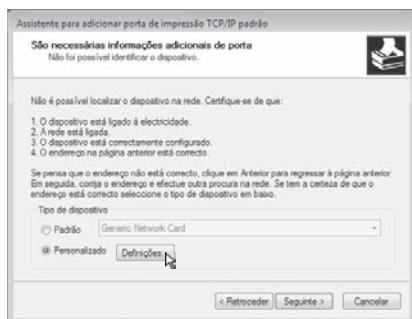 Assistente para adicionar porta de impressão TCP/IP padrão
São necessárias informações adicionais de porta
Não foi possível identificar o dispositivo.
Não é possível localizar o dispositivo na rede. Certifique-se de que:
1. O dispositivo está ligado à electricidade.
2. A rede está ligada.
3. O dispositivo está correctamente configurado.
4. O endereço na página anterior está correcto.
Se pensa que o endereço não está correcto, clique em Anterior para regressar à página anterior.
Em seguida, corrija o endereço e efectue outra procura na rede. Se tem a certeza de que o
endereço está correcto seleccione o tipo de dispositivo em baixo.
Tipo de dispositivo
Padrão Generic Network Card
Personalizado Definições...
< Retroceder Seguinte > Cancelar